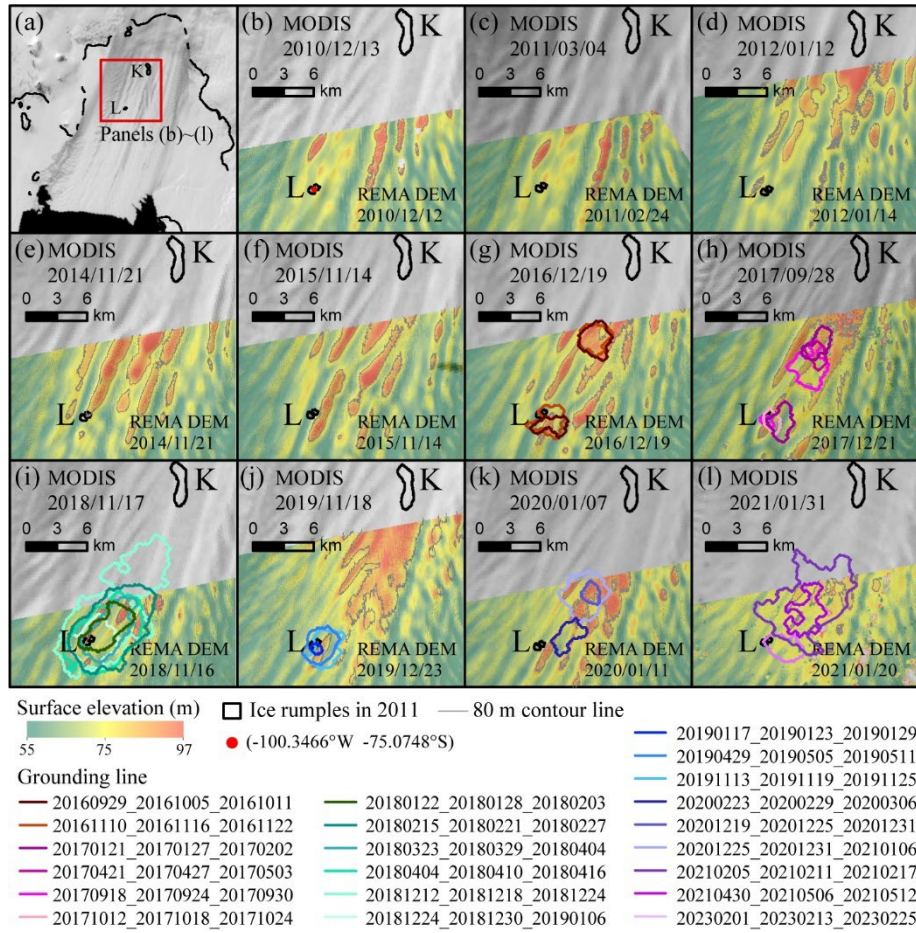 (a)
K
L
Panels (b)~(l)
(b) MODIS
2010/12/13
K
0 3 6
km
L
REMA DEM
2010/12/12
(c) MODIS
2011/03/04
K
0 3 6
km
L
REMA DEM
2011/02/24
(d) MODIS
2012/01/12
K
0 3 6
km
L
REMA DEM
2012/01/14
(e) MODIS
2014/11/21
K
0 3 6
km
L
REMA DEM
2014/11/21
(f) MODIS
2015/11/14
K
0 3 6
km
L
REMA DEM
2015/11/14
(g) MODIS
2016/12/19
K
0 3 6
km
L
REMA DEM
2016/12/19
(h) MODIS
2017/09/28
K
0 3 6
km
L
REMA DEM
2017/12/21
(i) MODIS
2018/11/17
K
0 3 6
km
L
REMA DEM
2018/11/16
(j) MODIS
2019/11/18
K
0 3 6
km
L
REMA DEM
2019/12/23
(k) MODIS
2020/01/07
K
0 3 6
km
L
REMA DEM
2020/01/11
(l) MODIS
2021/01/31
K
0 3 6
km
L
REMA DEM
2021/01/20
Surface elevation (m)
55 75 97
Ice rumples in 2011
80 m contour line
(-100.3466°W -75.0748°S)
Grounding line
20160929_20161005_20161011
20161110_20161116_20161122
20170121_20170127_20170202
20170421_20170427_20170503
20170918_20170924_20170930
20171012_20171018_20171024
20180122_20180128_20180203
20180215_20180221_20180227
20180323_20180329_20180404
20180404_20180410_20180416
20181212_20181218_20181224
20181224_20181230_20190106
20190117_20190123_20190129
20190429_20190505_20190511
20191113_20191119_20191125
20200223_20200229_20200306
20201219_20201225_20201231
20201225_20201231_20210106
20210205_20210211_20210217
20210430_20210506_20210512
20230201_20230213_20230225